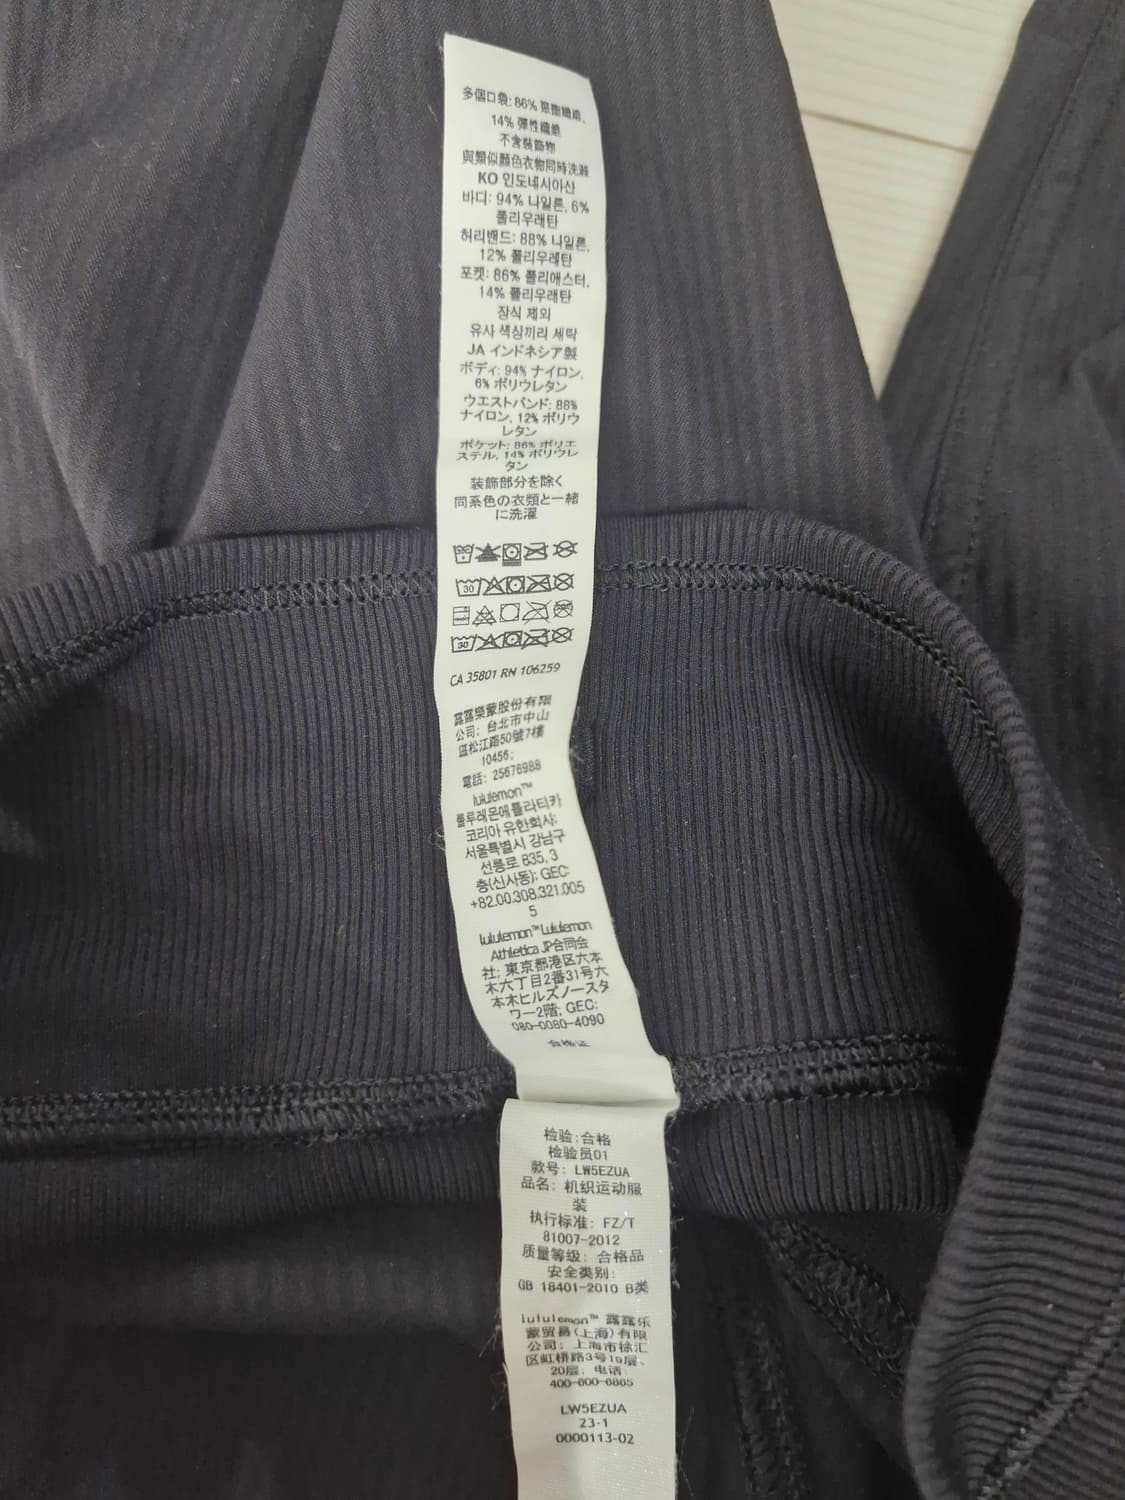 多個口袋: 86% 聚酯纖維,
14% 彈性纖維
不含裝飾物
與類似顏色衣物同時洗滌
KO 인도네시아산
바디: 94% 나일론, 6%
폴리우레탄
허리밴드: 88% 나일론,
12% 폴리우레탄
포켓: 86% 폴리에스터,
14% 폴리우레탄
장식 제외
유사 색상끼리 세탁
JA インドネシア製
ボディ: 94% ナイロン,
6% ポリウレタン
ウエストバンド: 88%
ナイロン, 12% ポリウ
レタン
ポケット: 86% ポリエ
ステル, 14% ポリウレ
タン
装飾部分を除く
同系色の衣類と一緒
に洗濯
30
30
CA 35801 RN 106259
露露樂蒙股份有限
公司; 台北市中山
區松江路50號7樓
10456;
電話: 25676988
lululemon™
룰루레몬애틀라티카
코리아 유한회사;
서울특별시 강남구
선릉로 835, 3
층(신사동); GEC:
+82.00.308.321.005
5
lululemon™ Lululemon
Athletica JP合同会
社; 東京都港区六本
木六丁目2番31号六
本木ヒルズノースタ
ワー2階; GEC:
080-0080-4090
合格证
检验:合格
检验员01
款号: LW5EZUA
品名: 机织运动服
装
执行标准: FZ/T
81007-2012
质量等级: 合格品
安全类别:
GB 18401-2010 B类
lululemon™ 露露乐
蒙贸易(上海)有限
公司: 上海市徐汇
区虹桥路3号19层、
20层; 电话:
400-600-6865
LW5EZUA
23-1
0000113-02